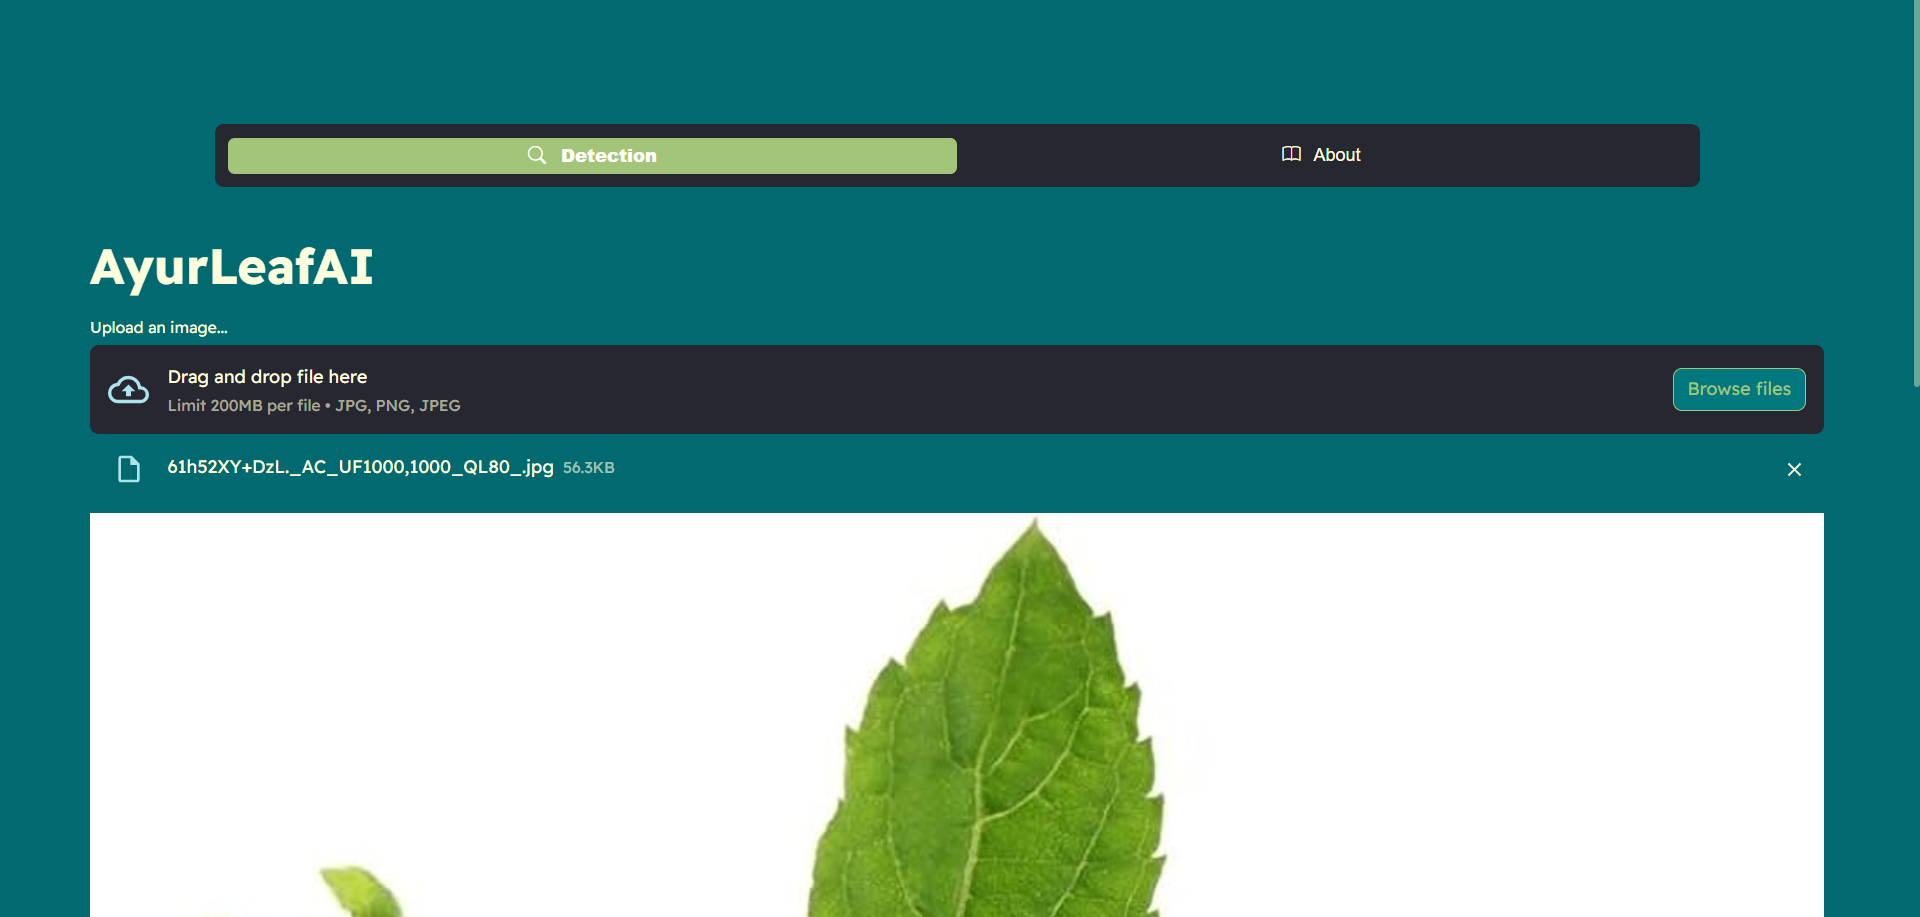 Detection
About
AyurLeafAI
Upload an image...
Drag and drop file here
Limit 200MB per file • JPG, PNG, JPEG
Browse files
61h52XY+DzL._AC_UF1000,1000_QL80_.jpg 56.3KB